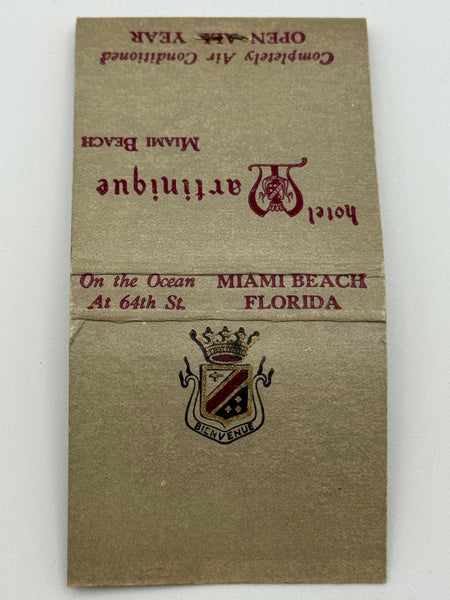 hotel Martinique
MIAMI BEACH
Completely Air Conditioned
OPEN ALL YEAR
On the Ocean
At 64th St.
MIAMI BEACH
FLORIDA
BIENVENUE